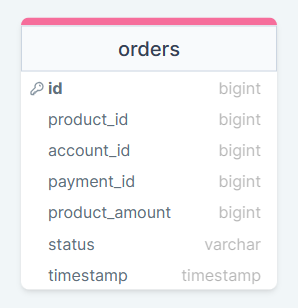 orders
id bigint
product_id bigint
account_id bigint
payment_id bigint
product_amount bigint
status varchar
timestamp timestamp